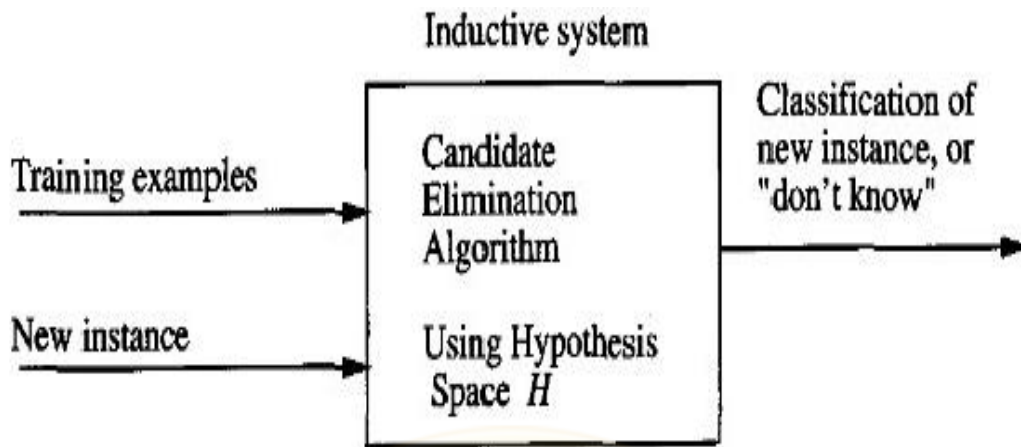 Inductive system
Training examples
New instance
Candidate
Elimination
Algorithm
Using Hypothesis
Space H
Classification of
new instance, or
"don't know"